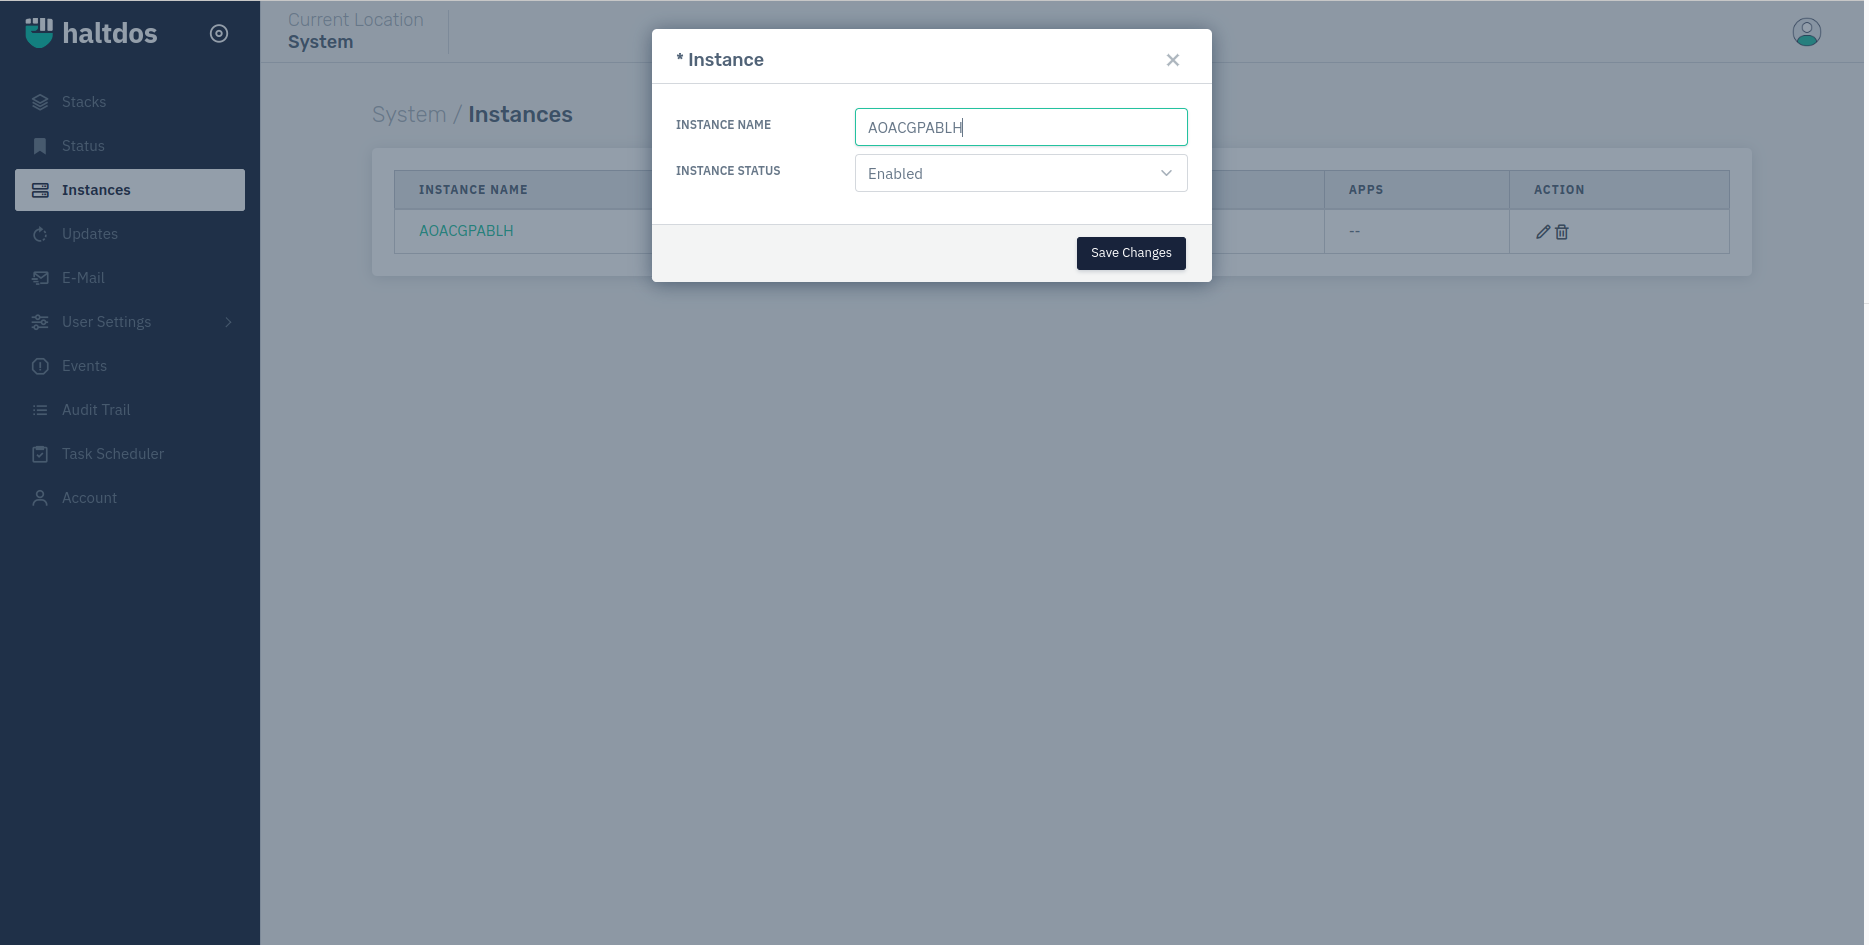 haltdos
Current Location
System
Stacks
Status
Instances
Updates
E-Mail
User Settings
Events
Audit Trail
Task Scheduler
Account
System / Instances
INSTANCE NAME APPS ACTION
AOACGPABLH --
* Instance
INSTANCE NAME AOACGPABLH
INSTANCE STATUS Enabled
Save Changes